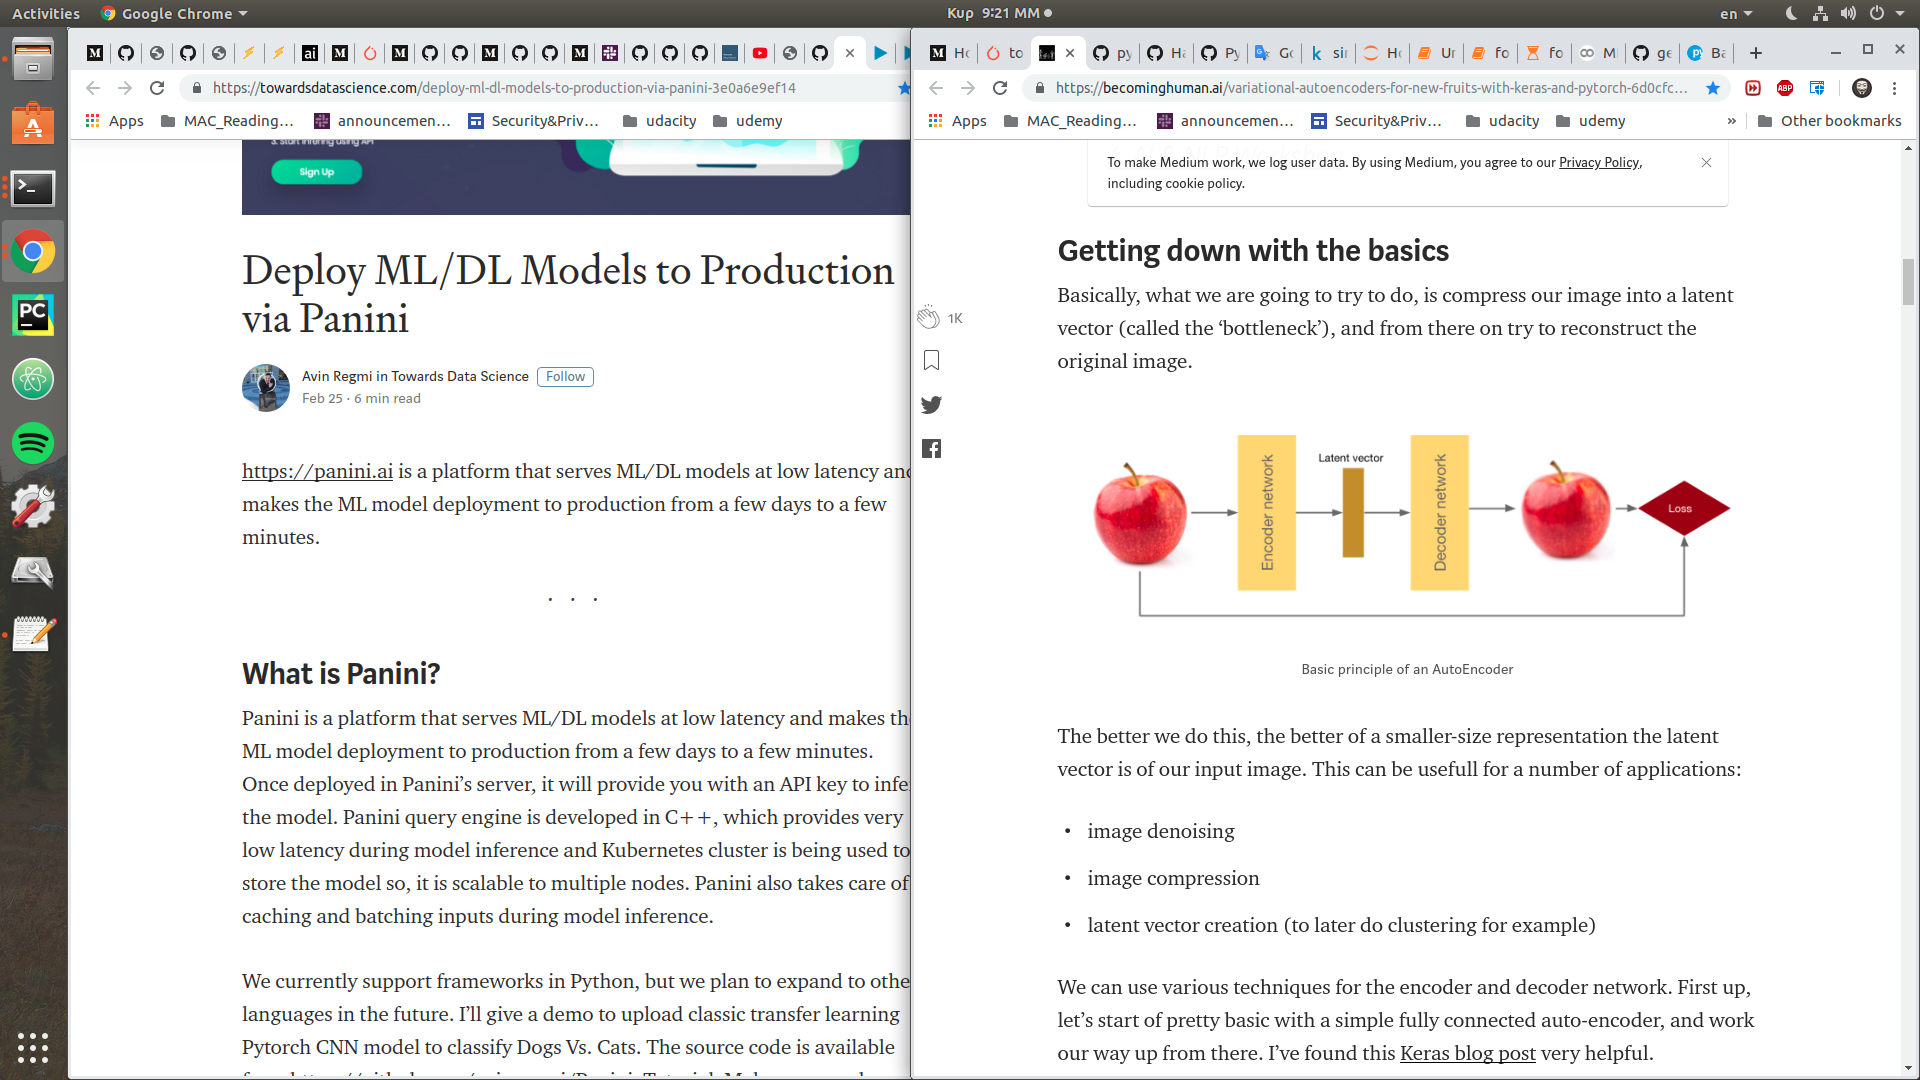 Activities
Google Chrome
Κυρ 9:21 ΜΜ
en
https://towardsdatascience.com/deploy-ml-dl-models-to-production-via-panini-3e0a6e9ef14
Apps
MAC_Reading...
announcemen...
Security&Priv...
udacity
udemy
Sign Up
Deploy ML/DL Models to Production
via Panini
Avin Regmi in Towards Data Science
Follow
Feb 25 · 6 min read
https://panini.ai is a platform that serves ML/DL models at low latency and
makes the ML model deployment to production from a few days to a few
minutes.
. . .
What is Panini?
Panini is a platform that serves ML/DL models at low latency and makes th
ML model deployment to production from a few days to a few minutes.
Once deployed in Panini’s server, it will provide you with an API key to infe
the model. Panini query engine is developed in C++, which provides very
low latency during model inference and Kubernetes cluster is being used to
store the model so, it is scalable to multiple nodes. Panini also takes care of
caching and batching inputs during model inference.
We currently support frameworks in Python, but we plan to expand to othe
languages in the future. I’ll give a demo to upload classic transfer learning
Pytorch CNN model to classify Dogs Vs. Cats. The source code is available
Ho
to
py
Ha
Py
Go
sir
Ho
Ur
fo
fo
M
ge
Ba
https://becominghuman.ai/variational-autoencoders-for-new-fruits-with-keras-and-pytorch-6d0cfc...
ABP
Apps
MAC_Reading...
announcemen...
Security&Priv...
udacity
udemy
»
Other bookmarks
To make Medium work, we log user data. By using Medium, you agree to our Privacy Policy,
including cookie policy.
Getting down with the basics
Basically, what we are going to try to do, is compress our image into a latent
vector (called the ‘bottleneck’), and from there on try to reconstruct the
original image.
1K
Encoder network
Latent vector
Decoder network
Loss
Basic principle of an AutoEncoder
The better we do this, the better of a smaller-size representation the latent
vector is of our input image. This can be usefull for a number of applications:
• image denoising
• image compression
• latent vector creation (to later do clustering for example)
We can use various techniques for the encoder and decoder network. First up,
let’s start of pretty basic with a simple fully connected auto-encoder, and work
our way up from there. I’ve found this Keras blog post very helpful.